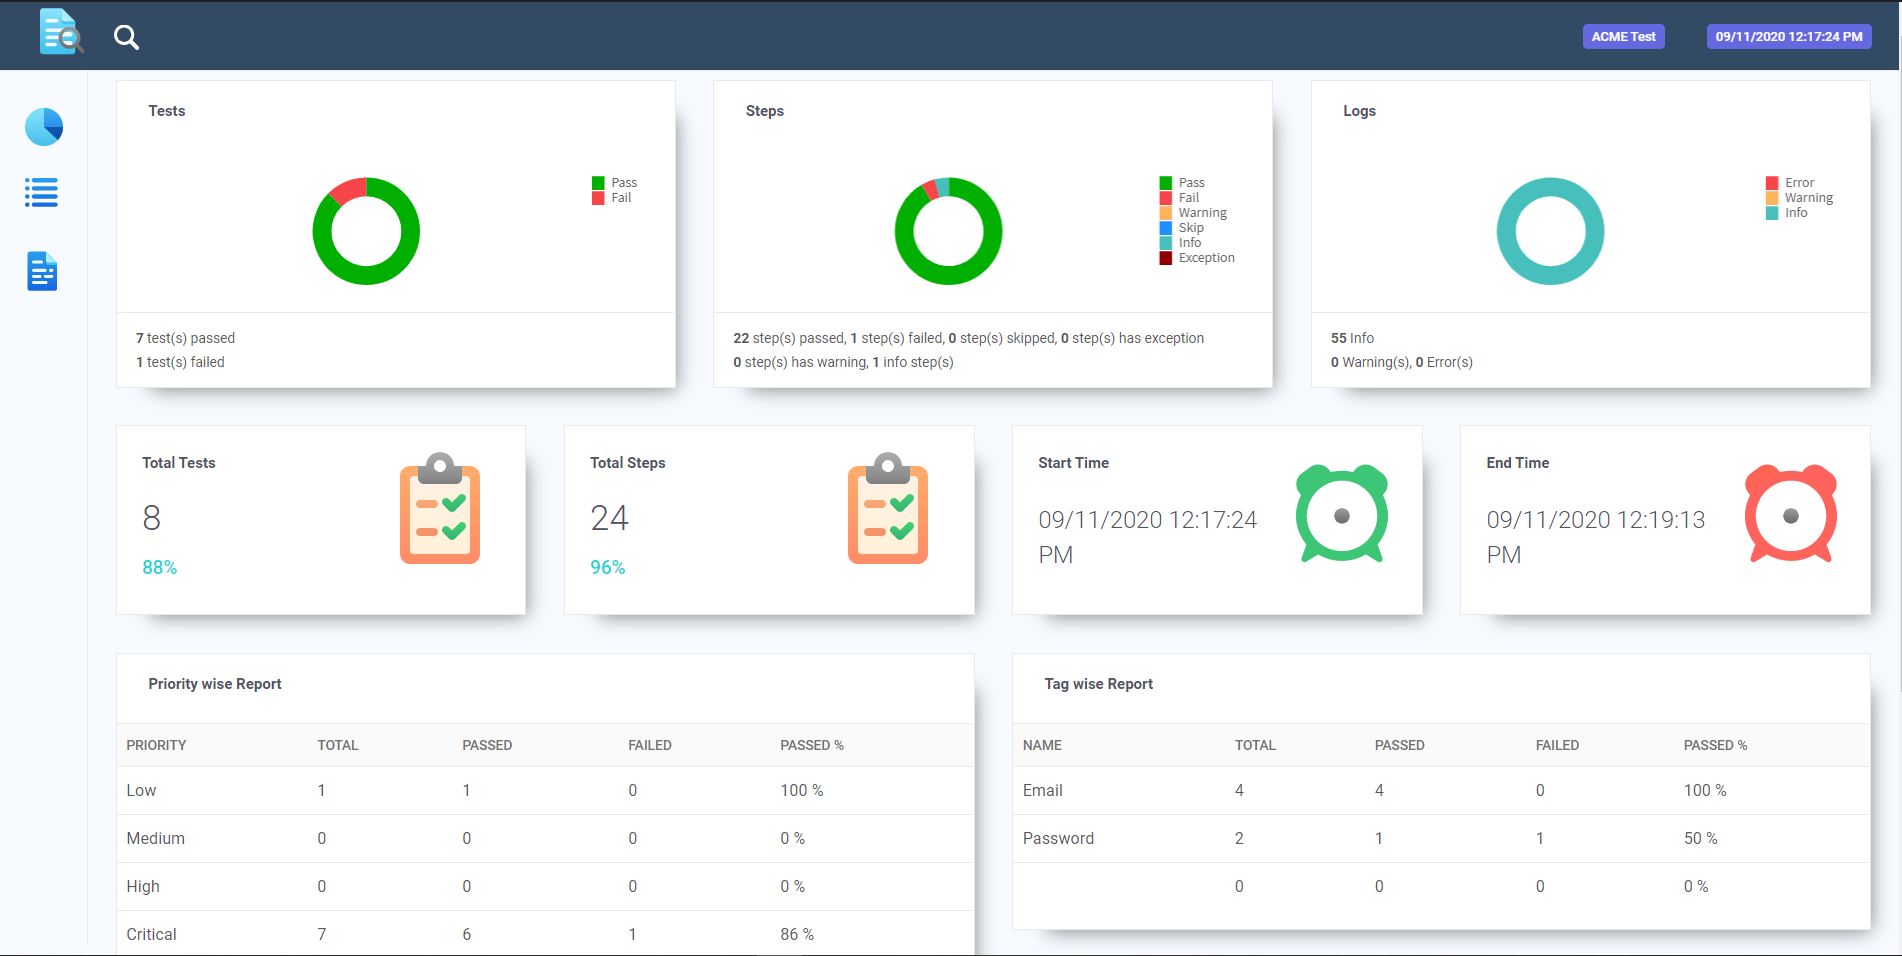 ACME Test
09/11/2020 12:17:24 PM
Tests
Pass
Fail
7 test(s) passed
1 test(s) failed
Steps
Pass
Fail
Warning
Skip
Info
Exception
22 step(s) passed, 1 step(s) failed, 0 step(s) skipped, 0 step(s) has exception
0 step(s) has warning, 1 info step(s)
Logs
Error
Warning
Info
55 Info
0 Warning(s), 0 Error(s)
Total Tests
8
88%
Total Steps
24
96%
Start Time
09/11/2020 12:17:24
PM
End Time
09/11/2020 12:19:13
PM
Priority wise Report
PRIORITY TOTAL PASSED FAILED PASSED %
Low 1 1 0 100 %
Medium 0 0 0 0 %
High 0 0 0 0 %
Critical 7 6 1 86 %
Tag wise Report
NAME TOTAL PASSED FAILED PASSED %
Email 4 4 0 100 %
Password 2 1 1 50 %
0 0 0 0 %